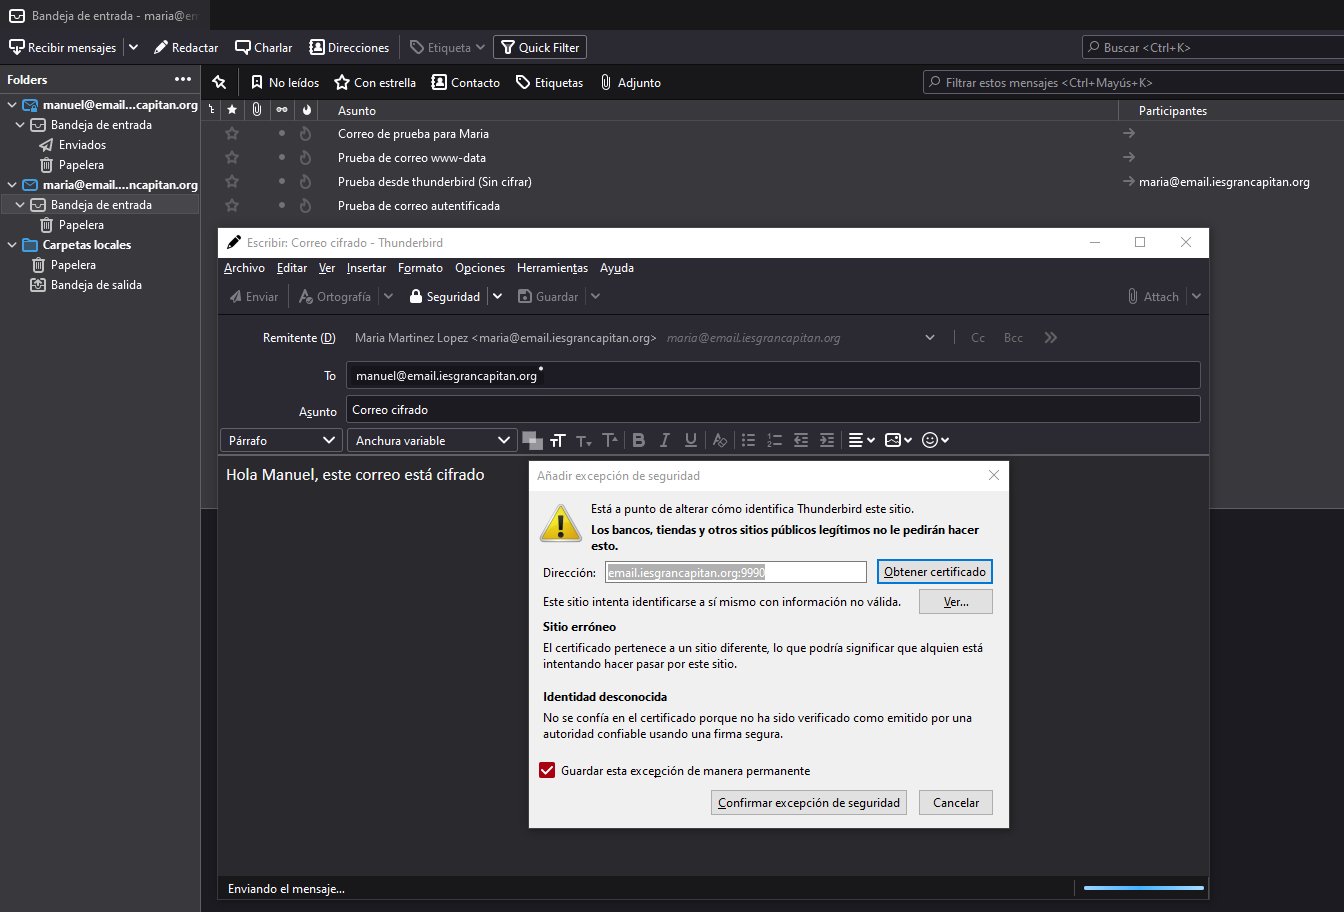 Bandeja de entrada - maria@em
Recibir mensajes Redactar Charlar Direcciones Etiqueta Quick Filter Buscar <Ctrl+K>
Folders ••• No leídos Con estrella Contacto Etiquetas Adjunto Filtrar estos mensajes <Ctrl+Mayús+K>
manuel@email...capitan.org Asunto Participantes
Bandeja de entrada Correo de prueba para Maria
Enviados
Papelera Prueba de correo www-data
maria@email....ncapitan.org Prueba desde thunderbird (Sin cifrar) maria@email.iesgrancapitan.org
Bandeja de entrada Prueba de correo autentificada
Papelera
Carpetas locales
Papelera
Bandeja de salida
Escribir: Correo cifrado - Thunderbird
Archivo Editar Ver Insertar Formato Opciones Herramientas Ayuda
Enviar Ortografía Seguridad Guardar Attach
Remitente (D) Maria Martinez Lopez <maria@email.iesgrancapitan.org> maria@email.iesgrancapitan.org Cc Bcc
To manuel@email.iesgrancapitan.org
Asunto Correo cifrado
Párrafo Anchura variable
Hola Manuel, este correo está cifrado
Añadir excepción de seguridad
Está a punto de alterar cómo identifica Thunderbird este sitio.
Los bancos, tiendas y otros sitios públicos legítimos no le pedirán hacer
esto.
Dirección: email.iesgrancapitan.org:9990 Obtener certificado
Este sitio intenta identificarse a sí mismo con información no válida. Ver...
Sitio erróneo
El certificado pertenece a un sitio diferente, lo que podría significar que alguien está
intentando hacer pasar por este sitio.
Identidad desconocida
No se confía en el certificado porque no ha sido verificado como emitido por una
autoridad confiable usando una firma segura.
Guardar esta excepción de manera permanente
Confirmar excepción de seguridad Cancelar
Enviando el mensaje...